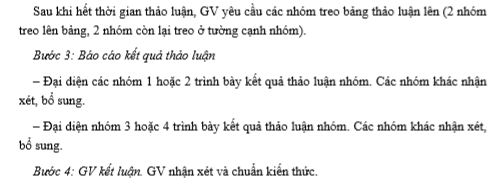 Sau khi hết thời gian thảo luận, GV yêu cầu các nhóm treo bảng thảo luận lên (2 nhóm
treo lên bảng, 2 nhóm còn lại treo ở tường cạnh nhóm).
Bước 3: Báo cáo kết quả thảo luận
– Đại diện các nhóm 1 hoặc 2 trình bày kết quả thảo luận nhóm. Các nhóm khác nhận
xét, bổ sung.
– Đại diện nhóm 3 hoặc 4 trình bày kết quả thảo luận nhóm. Các nhóm khác nhận xét,
bổ sung.
Bước 4: GV kết luận. GV nhận xét và chuẩn kiến thức.